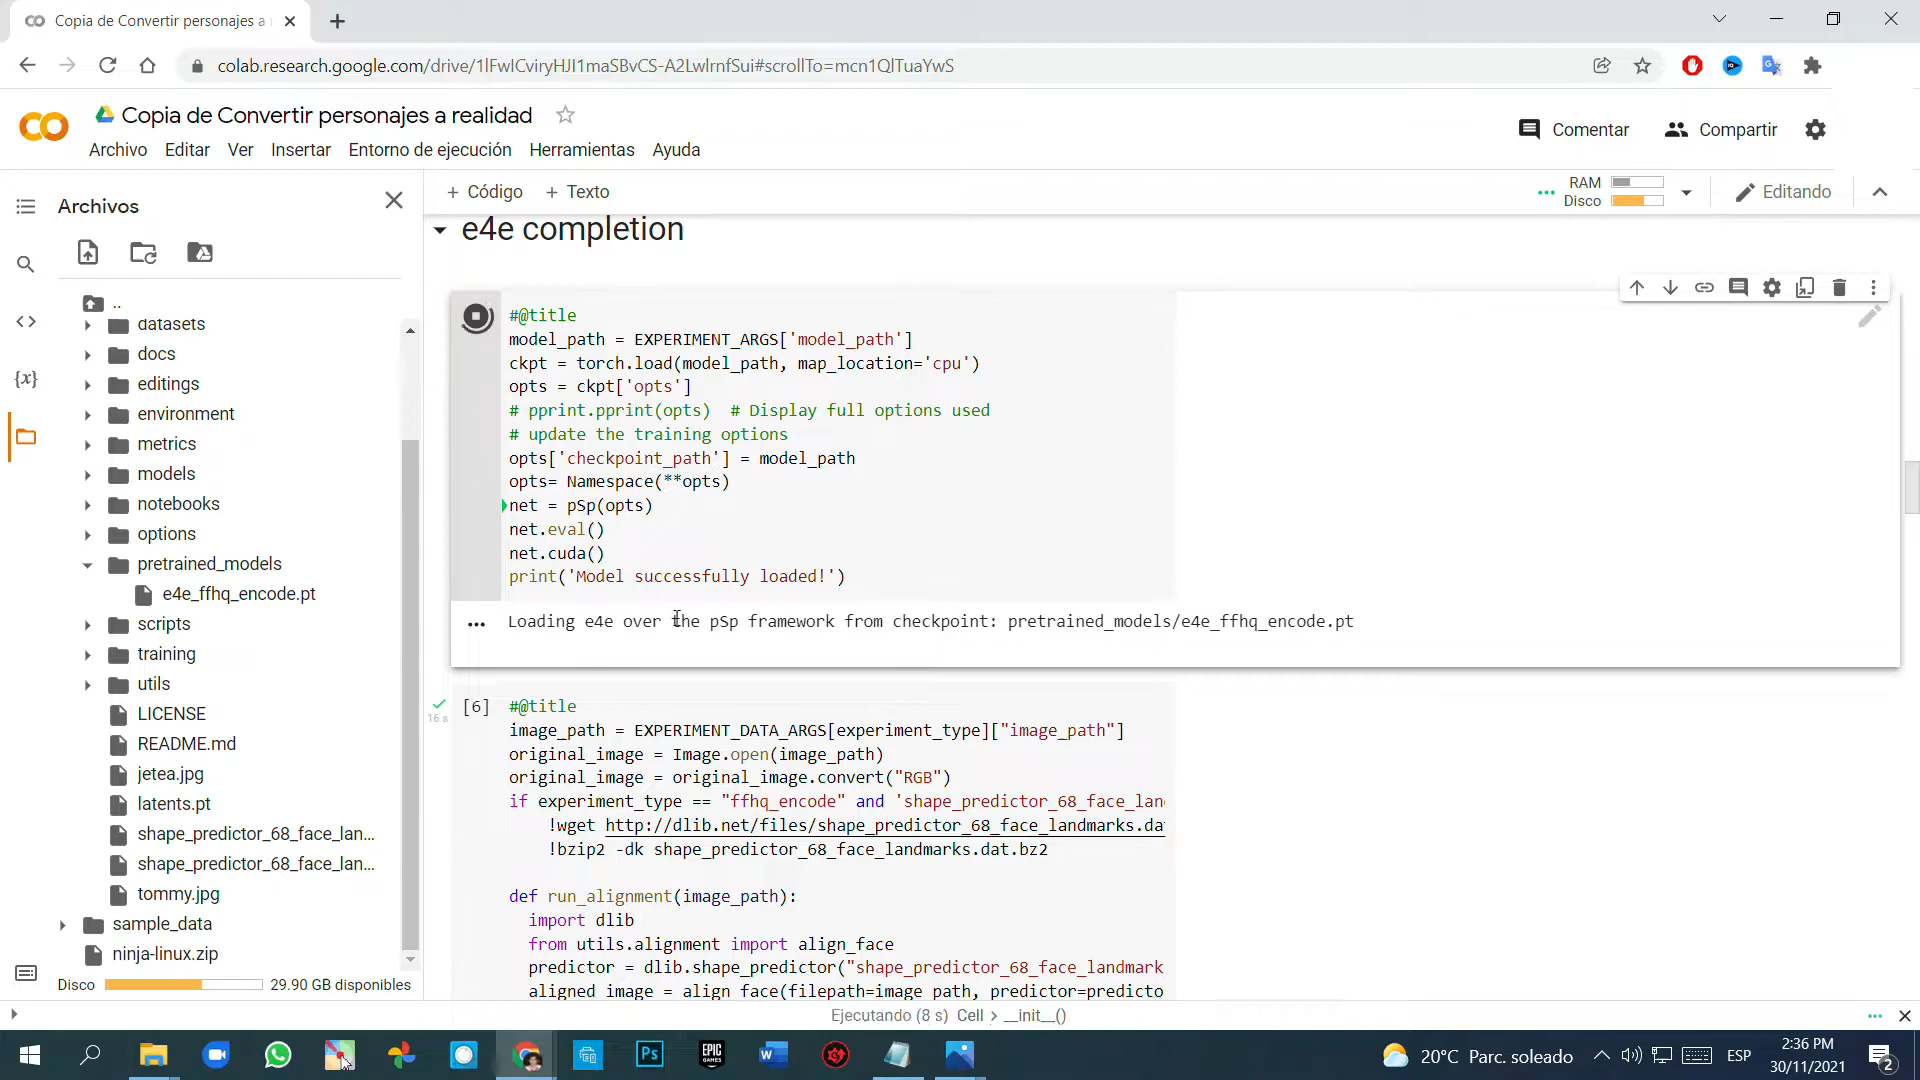 Copia de Convertir personajes a
colab.research.google.com/drive/1lFwICviryHJI1maSBvCS-A2LwlrnfSui#scrollTo=mcn1QlTuaYwS
Copia de Convertir personajes a realidad
Comentar
Compartir
Archivo Editar Ver Insertar Entorno de ejecución Herramientas Ayuda
Archivos
+ Código + Texto
RAM
Disco
Editando
e4e completion
..
datasets
docs
editings
environment
metrics
models
notebooks
options
pretrained_models
e4e_ffhq_encode.pt
scripts
training
utils
LICENSE
README.md
jetea.jpg
latents.pt
shape_predictor_68_face_lan...
shape_predictor_68_face_lan...
tommy.jpg
sample_data
ninja-linux.zip
Disco 29.90 GB disponibles
{x}
#@title
model_path = EXPERIMENT_ARGS['model_path']
ckpt = torch.load(model_path, map_location='cpu')
opts = ckpt['opts']
# pprint.pprint(opts)  # Display full options used
# update the training options
opts['checkpoint_path'] = model_path
opts= Namespace(**opts)
net = pSp(opts)
net.eval()
net.cuda()
print('Model successfully loaded!')
Loading e4e over the pSp framework from checkpoint: pretrained_models/e4e_ffhq_encode.pt
16 s
[6]
#@title
image_path = EXPERIMENT_DATA_ARGS[experiment_type]["image_path"]
original_image = Image.open(image_path)
original_image = original_image.convert("RGB")
if experiment_type == "ffhq_encode" and 'shape_predictor_68_face_lan
!wget http://dlib.net/files/shape_predictor_68_face_landmarks.da
!bzip2 -dk shape_predictor_68_face_landmarks.dat.bz2
def run_alignment(image_path):
import dlib
from utils.alignment import align_face
predictor = dlib.shape_predictor("shape_predictor_68_face_landmark
aligned_image = align_face(filepath=image_path, predictor=predicto
Ejecutando (8 s) Cell > __init__()
Ps
EPIC GAMES
W
20°C Parc. soleado
ESP
2:36 PM
30/11/2021
2